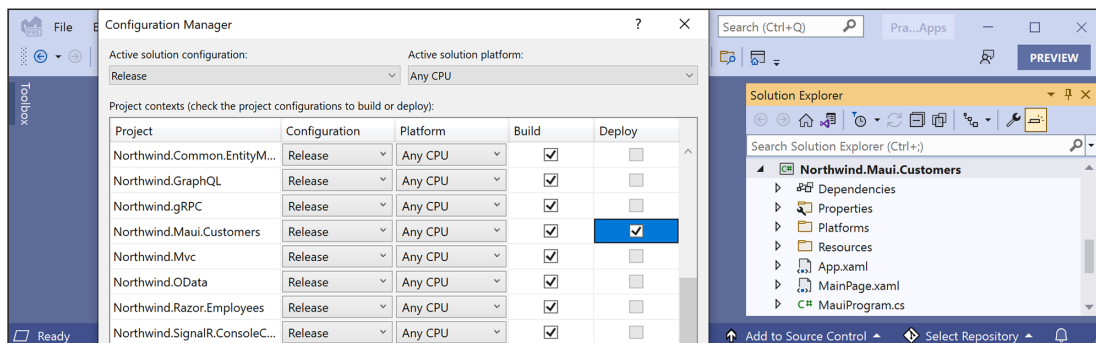 PRE
File
E
Configuration Manager
?
Search (Ctrl+Q)
Pra...Apps
Active solution configuration:
Active solution platform:
Release
Any CPU
PREVIEW
Toolbox
Project contexts (check the project configurations to build or deploy):
Project Configuration Platform Build Deploy
Northwind.Common.EntityM... Release Any CPU
Northwind.GraphQL Release Any CPU
Northwind.gRPC Release Any CPU
Northwind.Maui.Customers Release Any CPU
Northwind.Mvc Release Any CPU
Northwind.OData Release Any CPU
Northwind.Razor.Employees Release Any CPU
Northwind.SignalR.ConsoleC... Release Any CPU
Solution Explorer
Search Solution Explorer (Ctrl+;)
C# Northwind.Maui.Customers
Dependencies
Properties
Platforms
Resources
App.xaml
MainPage.xaml
C# MauiProgram.cs
Ready
Add to Source Control
Select Repository